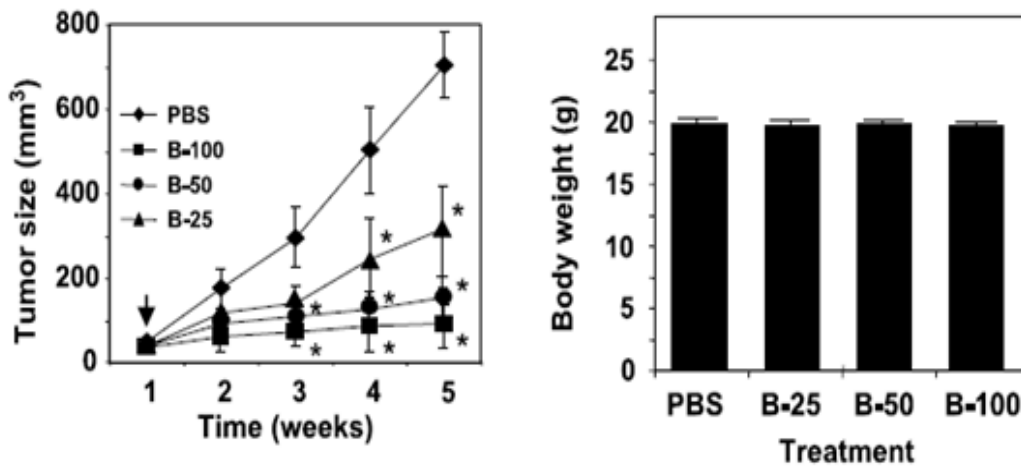 800
600
400
200
0
Tumor size (mm³)
PBS
B-100
B-50
B-25
* * *
* * *
* *
1 2 3 4 5
Time (weeks)
25
20
15
10
5
0
Body weight (g)
PBS B-25 B-50 B-100
Treatment